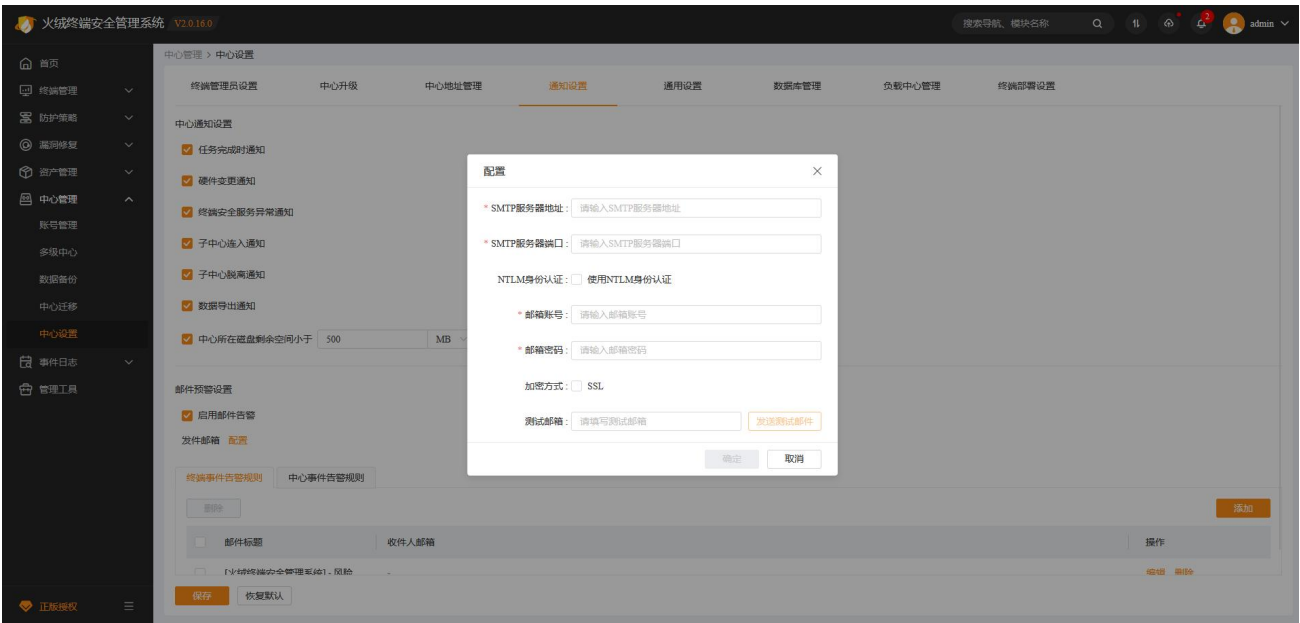 火绒终端安全管理系统 V2.0.16.0
搜索导航、模块名称
2
admin
首页
终端管理
防护策略
漏洞修复
资产管理
中心管理
账号管理
多级中心
数据备份
中心迁移
中心设置
事件日志
管理工具
正版授权
中心管理 > 中心设置
终端管理员设置 中心升级 中心地址管理 通知设置 通用设置 数据库管理 负载中心管理 终端部署设置
中心通知设置
任务完成时通知
硬件变更通知
终端安全服务异常通知
子中心连入通知
子中心脱离通知
数据导出通知
中心所在磁盘剩余空间小于 500 MB
邮件预警设置
启用邮件告警
发件邮箱 配置
终端事件告警规则 中心事件告警规则
删除 添加
邮件标题 收件人邮箱 操作
[火绒终端安全管理系统] - 风险 - 编辑 删除
保存 恢复默认
配置
* SMTP服务器地址: 请输入SMTP服务器地址
* SMTP服务器端口: 请输入SMTP服务器端口
NTLM身份认证: 使用NTLM身份认证
* 邮箱账号: 请输入邮箱账号
* 邮箱密码: 请输入邮箱密码
加密方式: SSL
测试邮箱: 请填写测试邮箱 发送测试邮件
确定 取消